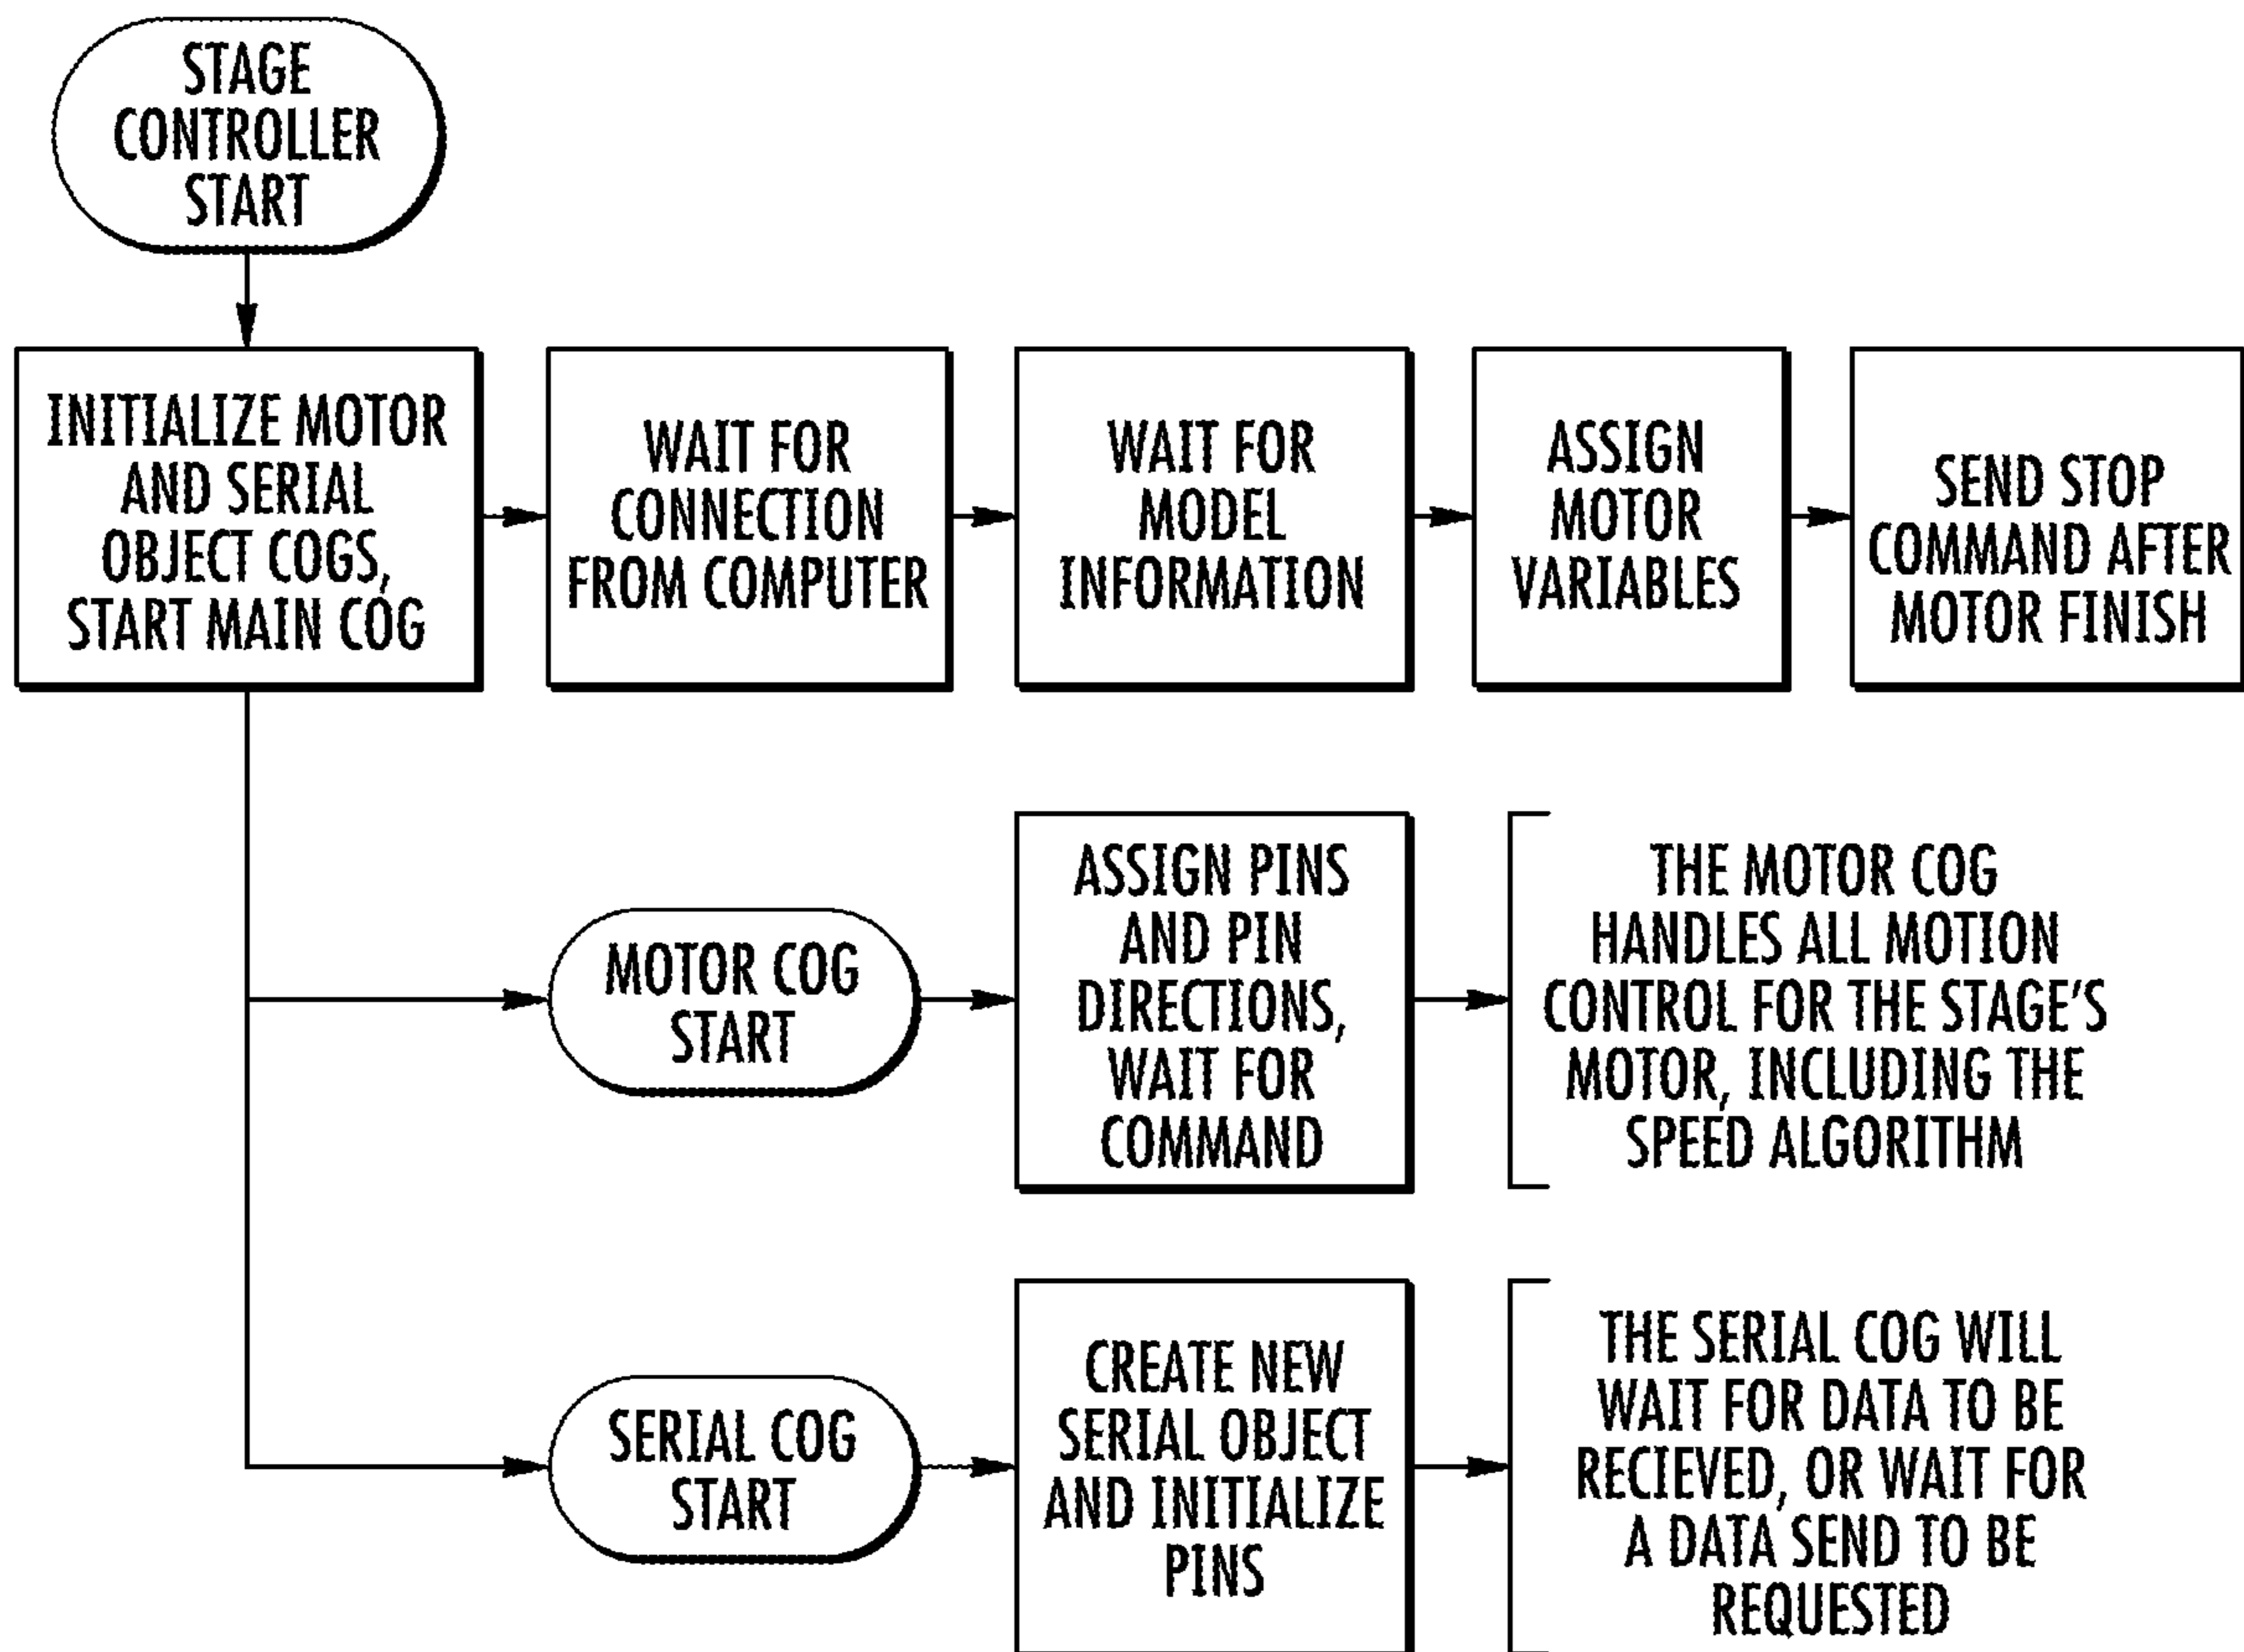 STAGE
CONTROLLER
START
INITIALIZE MOTOR
AND SERIAL
OBJECT COGS,
START MAIN COG
WAIT FOR
CONNECTION
FROM COMPUTER
WAIT FOR
MODEL
INFORMATION
ASSIGN
MOTOR
VARIABLES
SEND STOP
COMMAND AFTER
MOTOR FINISH
MOTOR COG
START
ASSIGN PINS
AND PIN
DIRECTIONS,
WAIT FOR
COMMAND
THE MOTOR COG
HANDLES ALL MOTION
CONTROL FOR THE STAGE'S
MOTOR, INCLUDING THE
SPEED ALGORITHM
SERIAL COG
START
CREATE NEW
SERIAL OBJECT
AND INITIALIZE
PINS
THE SERIAL COG WILL
WAIT FOR DATA TO BE
RECIEVED, OR WAIT FOR
A DATA SEND TO BE
REQUESTED